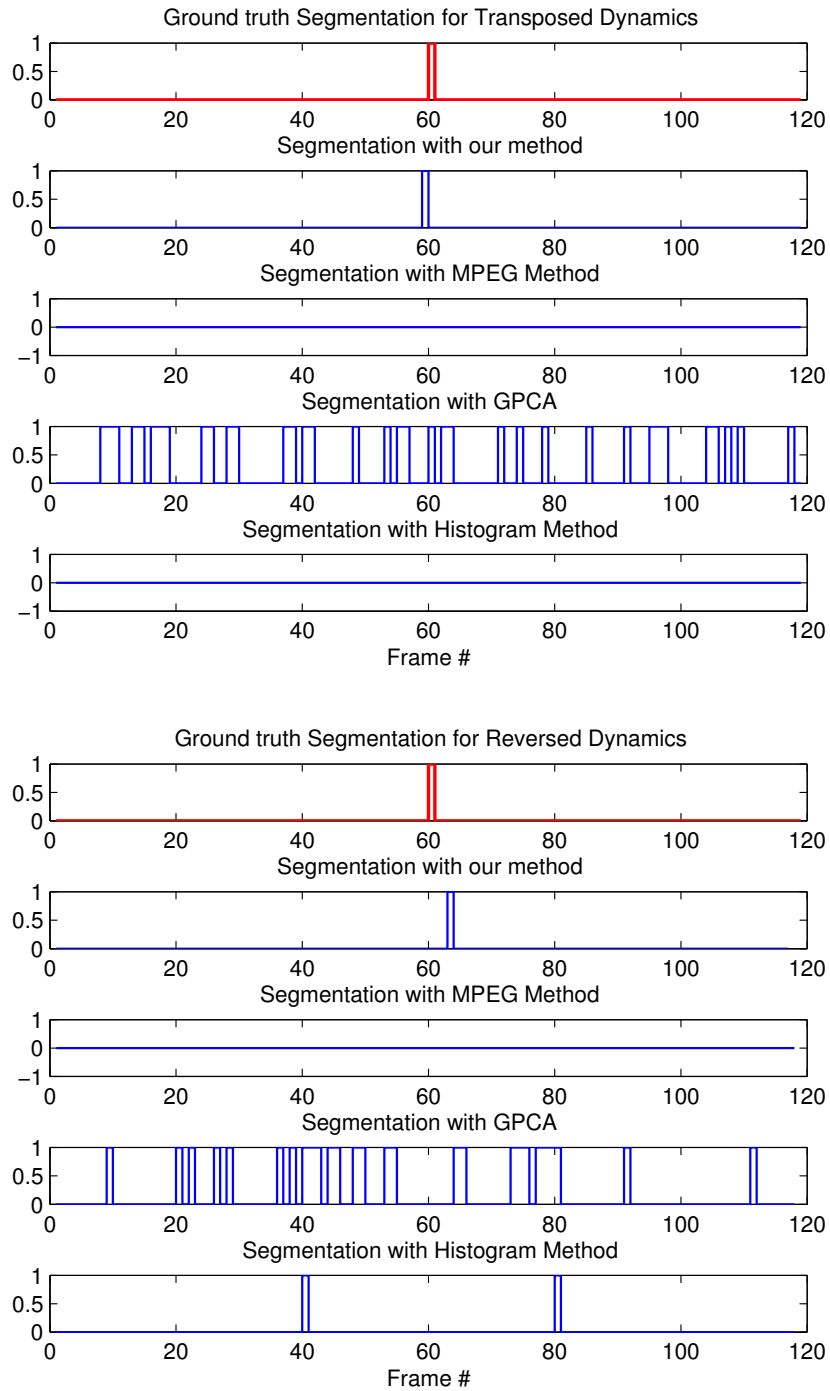 Ground truth Segmentation for Transposed Dynamics
1
0.5
0
0 20 40 60 80 100 120
Segmentation with our method
1
0.5
0
0 20 40 60 80 100 120
Segmentation with MPEG Method
1
0
−1
0 20 40 60 80 100 120
Segmentation with GPCA
1
0.5
0
0 20 40 60 80 100 120
Segmentation with Histogram Method
1
0
−1
0 20 40 60 80 100 120
Frame #
Ground truth Segmentation for Reversed Dynamics
1
0.5
0
0 20 40 60 80 100 120
Segmentation with our method
1
0.5
0
0 20 40 60 80 100 120
Segmentation with MPEG Method
1
0
−1
0 20 40 60 80 100 120
Segmentation with GPCA
1
0.5
0
0 20 40 60 80 100 120
Segmentation with Histogram Method
1
0.5
0
0 20 40 60 80 100 120
Frame #